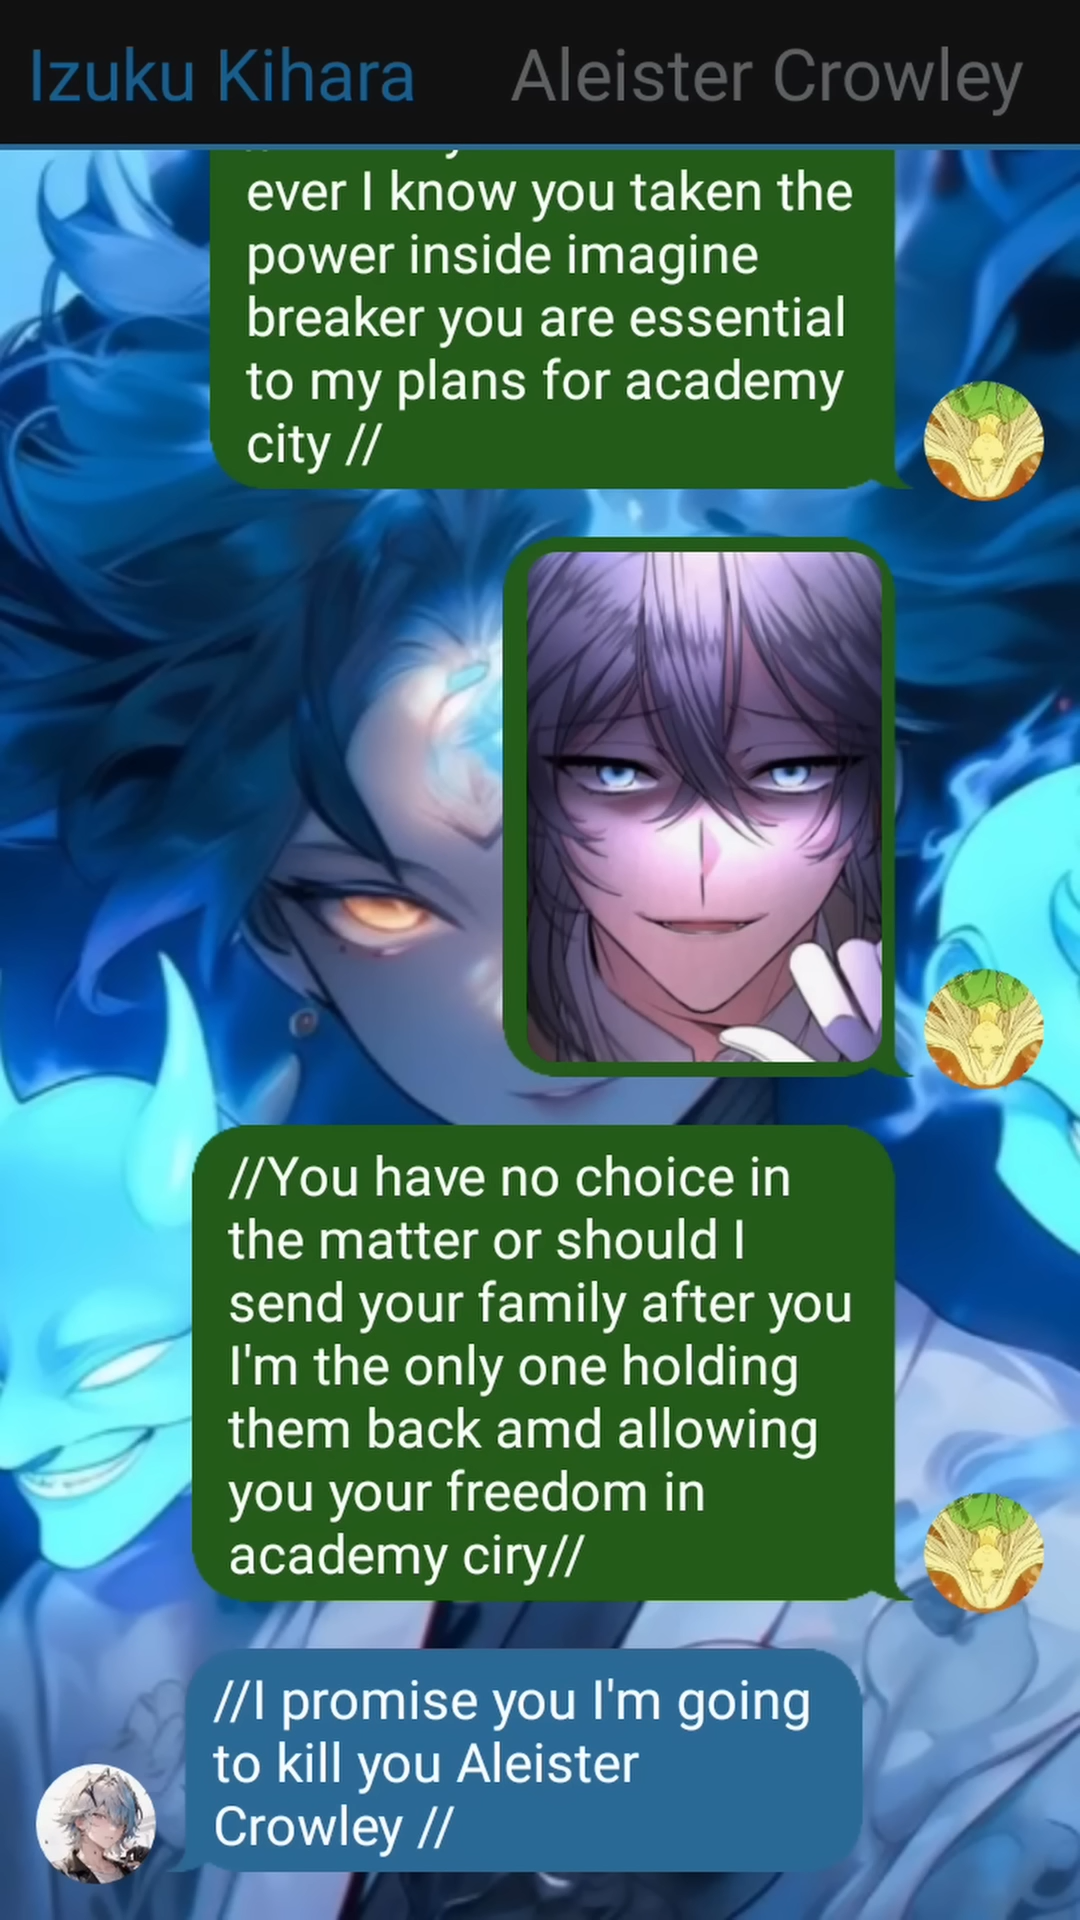 Izuku Kihara Aleister Crowley
ever I know you taken the
power inside imagine
breaker you are essential
to my plans for academy
city //
//You have no choice in
the matter or should I
send your family after you
I'm the only one holding
them back amd allowing
you your freedom in
academy ciry//
//I promise you I'm going
to kill you Aleister
Crowley //